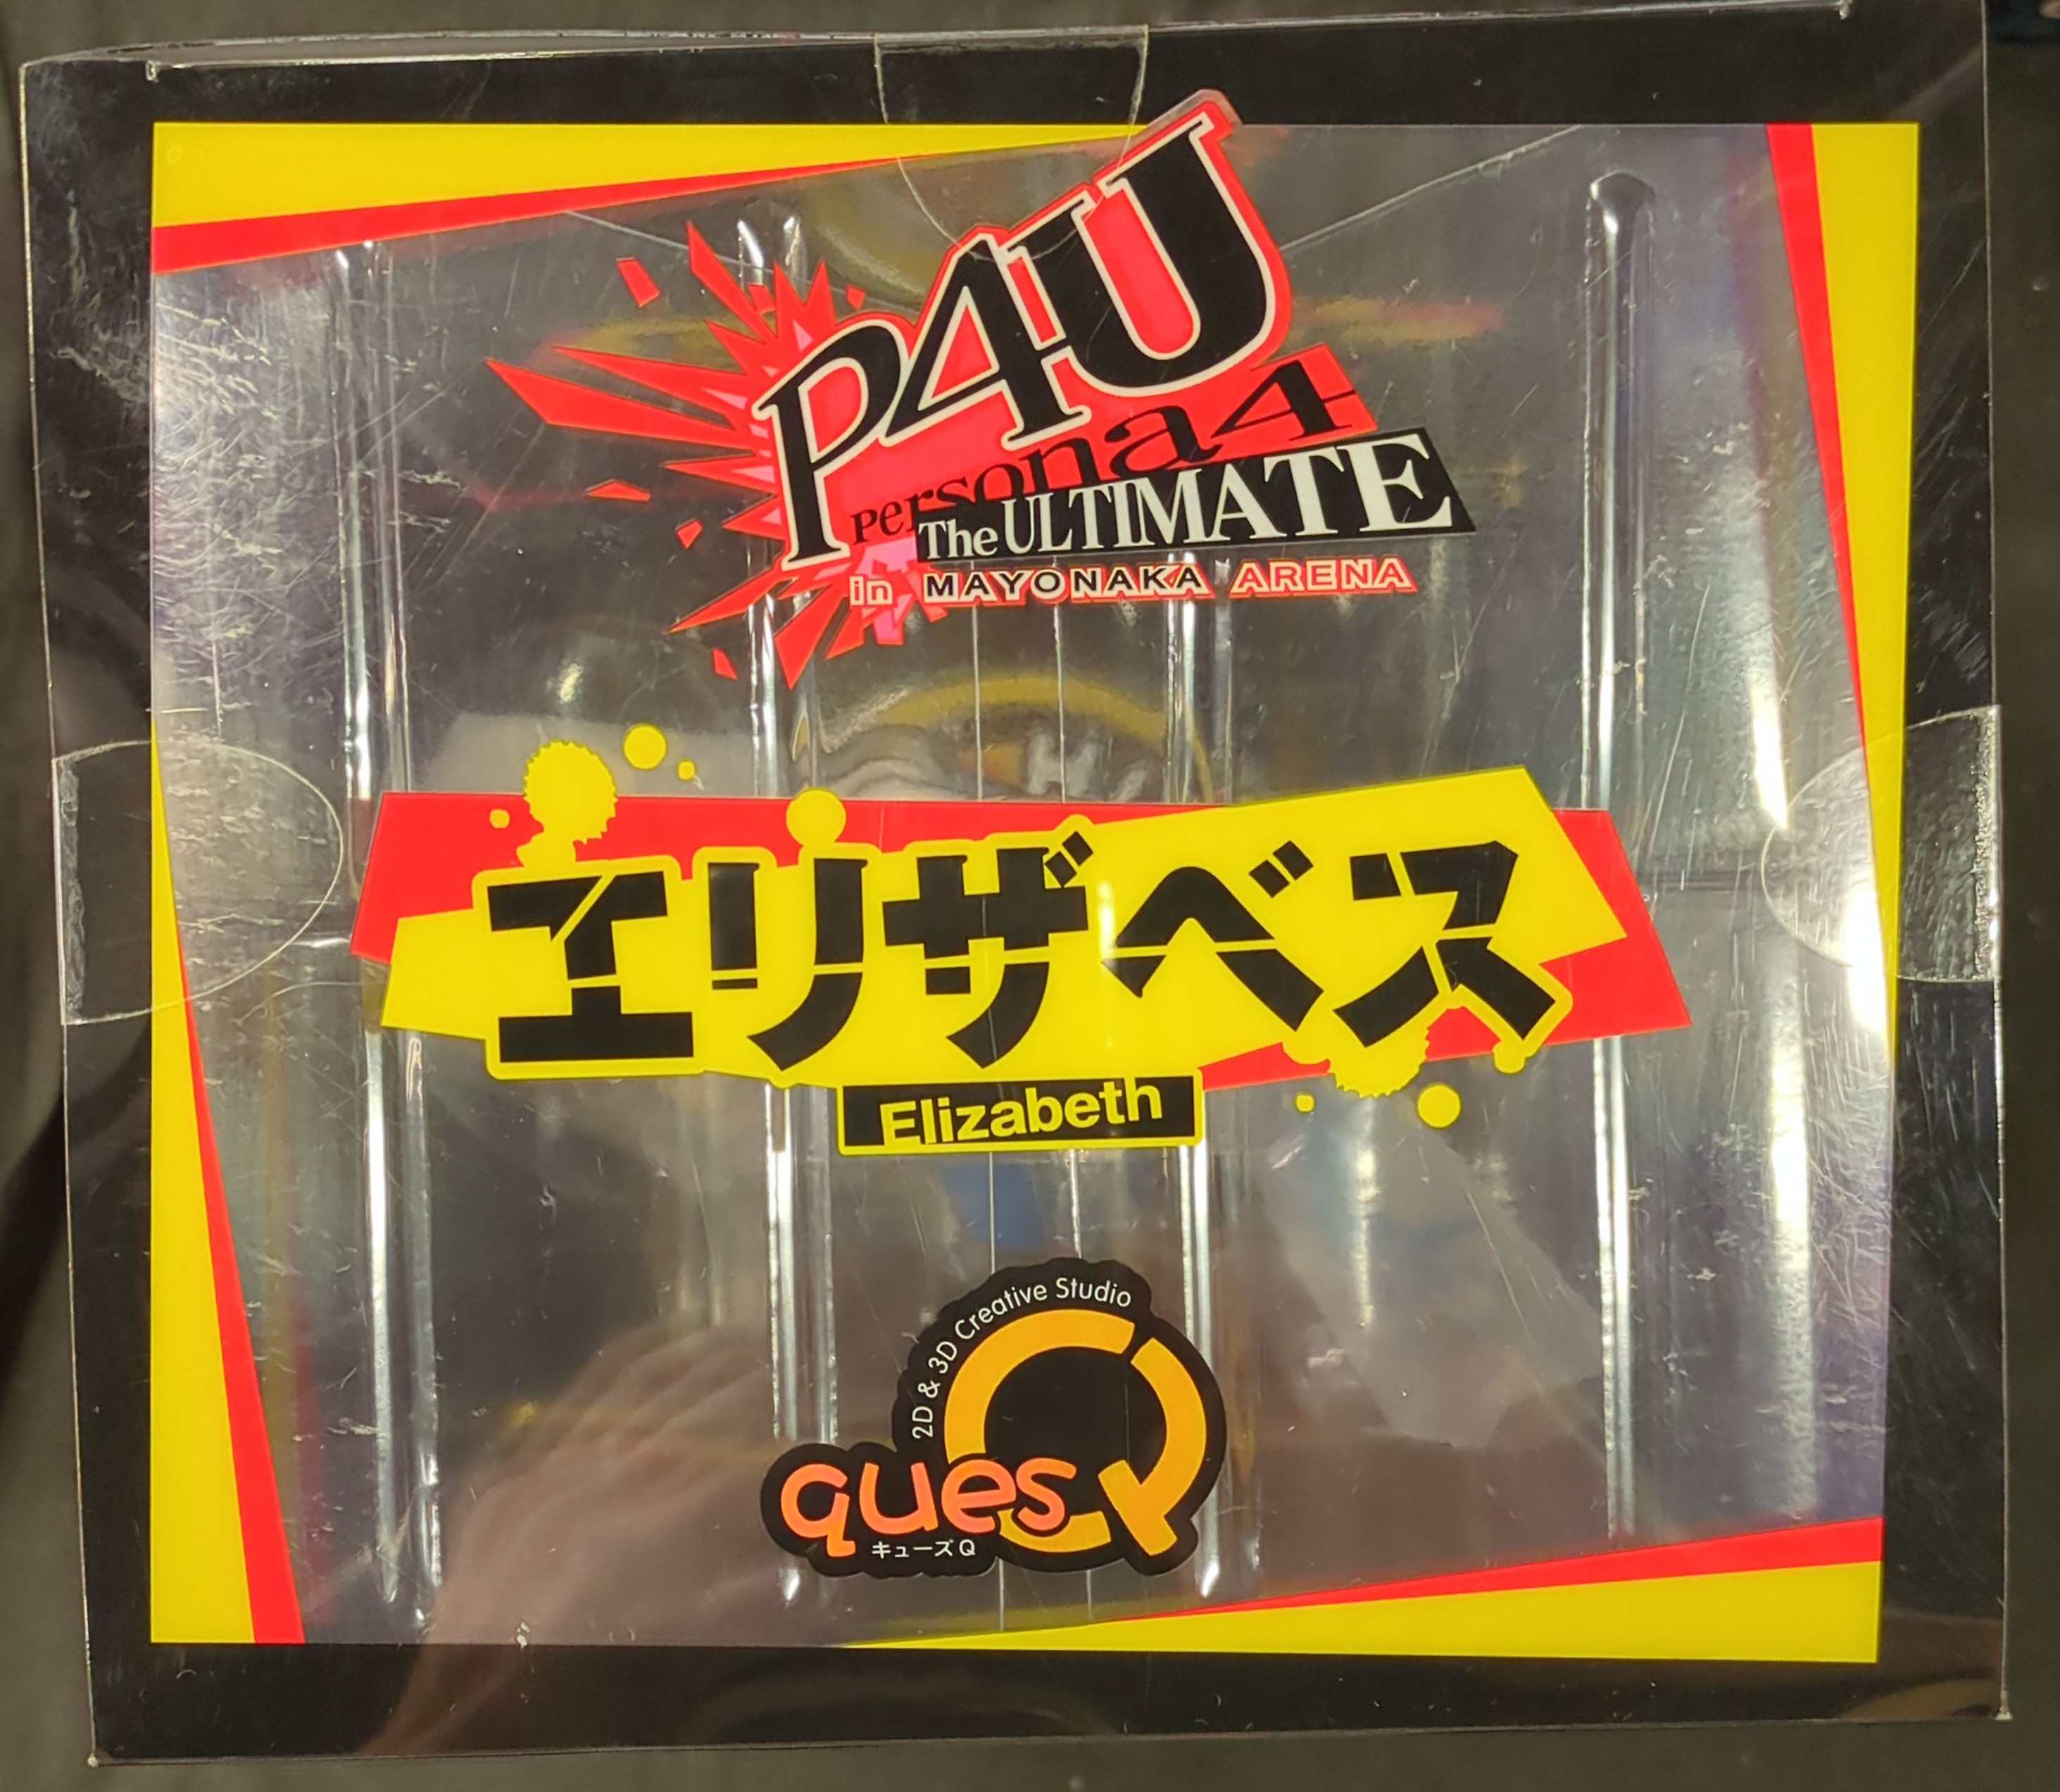 P4U
Persona4
The ULTIMATE
in MAYONAKA ARENA
エリザベス
Elizabeth
2D & 3D Creative Studio
quesQ
キューズQ